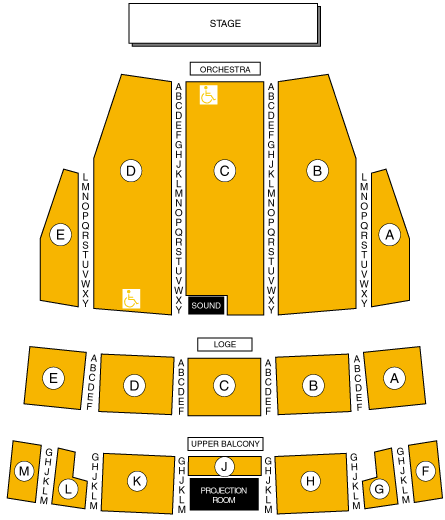 STAGE
ORCHESTRA
A A
B B
C C
D D
E E
F F
G G
H H
J J
D K C K B
L L L L
M M M M
N N N N
O O O O
P P P P
E Q Q Q Q A
R R R R
S S S S
T T T T
U U U U
V V V V
W W W W
X X X X
Y SOUND Y Y Y
LOGE
A A A A
B B B B
E C D C C C B C A
D D D D
E E E E
F F F F
UPPER BALCONY
G G G G G G
H H H H H H
M J J J J J J J F
K L K K K K H K G K
L L L L L L
M M M M M M
PROJECTION
ROOM